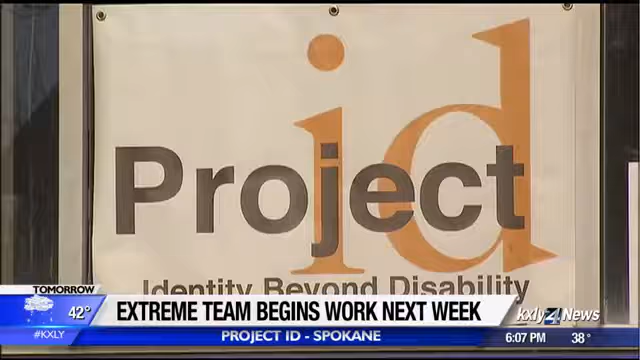 id
Project
Identity Beyond Disability
TOMORROW
42°
#KXLY
EXTREME TEAM BEGINS WORK NEXT WEEK
PROJECT ID - SPOKANE
kxly4 News
6:07 PM 38°